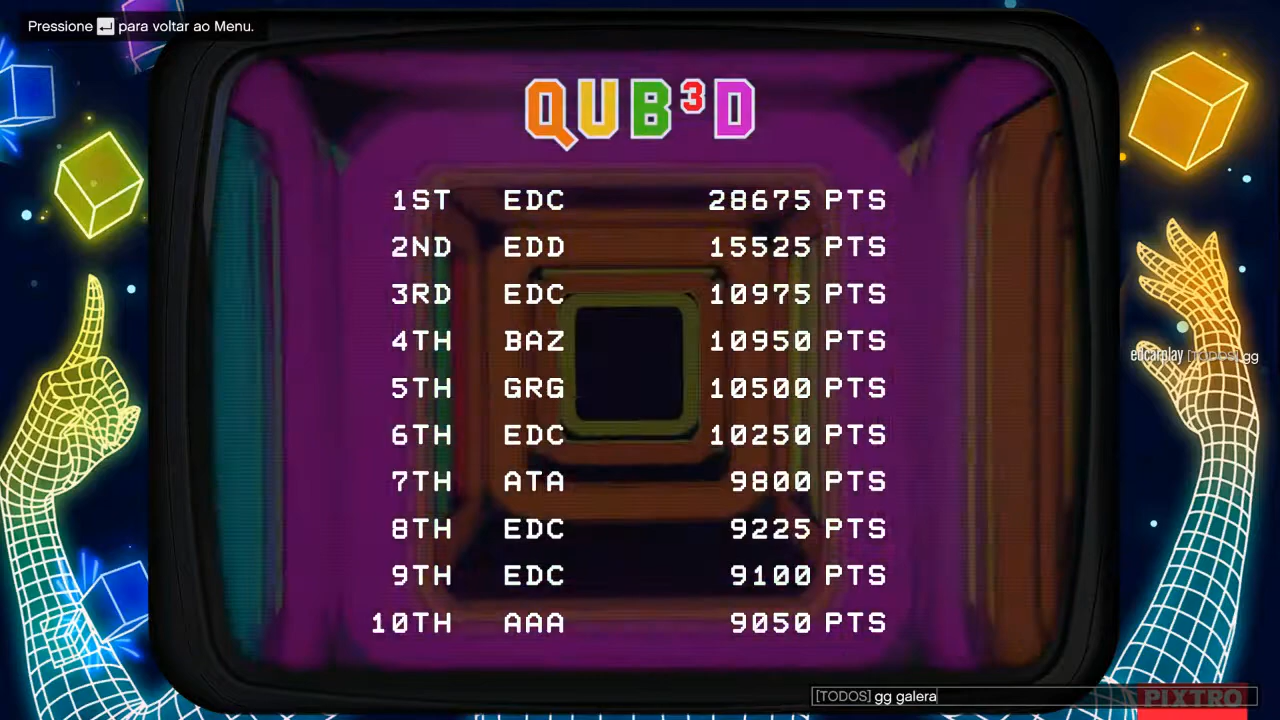 Pressione ↵ para voltar ao Menu.
QUB³D
1ST EDC 28675 PTS
2ND EDD 15525 PTS
3RD EDC 10975 PTS
4TH BAZ 10950 PTS
edcarplay [TODOS] gg
5TH GRG 10500 PTS
6TH EDC 10250 PTS
7TH ATA 9800 PTS
8TH EDC 9225 PTS
9TH EDC 9100 PTS
10TH AAA 9050 PTS
[TODOS] gg galera
PIXTRO